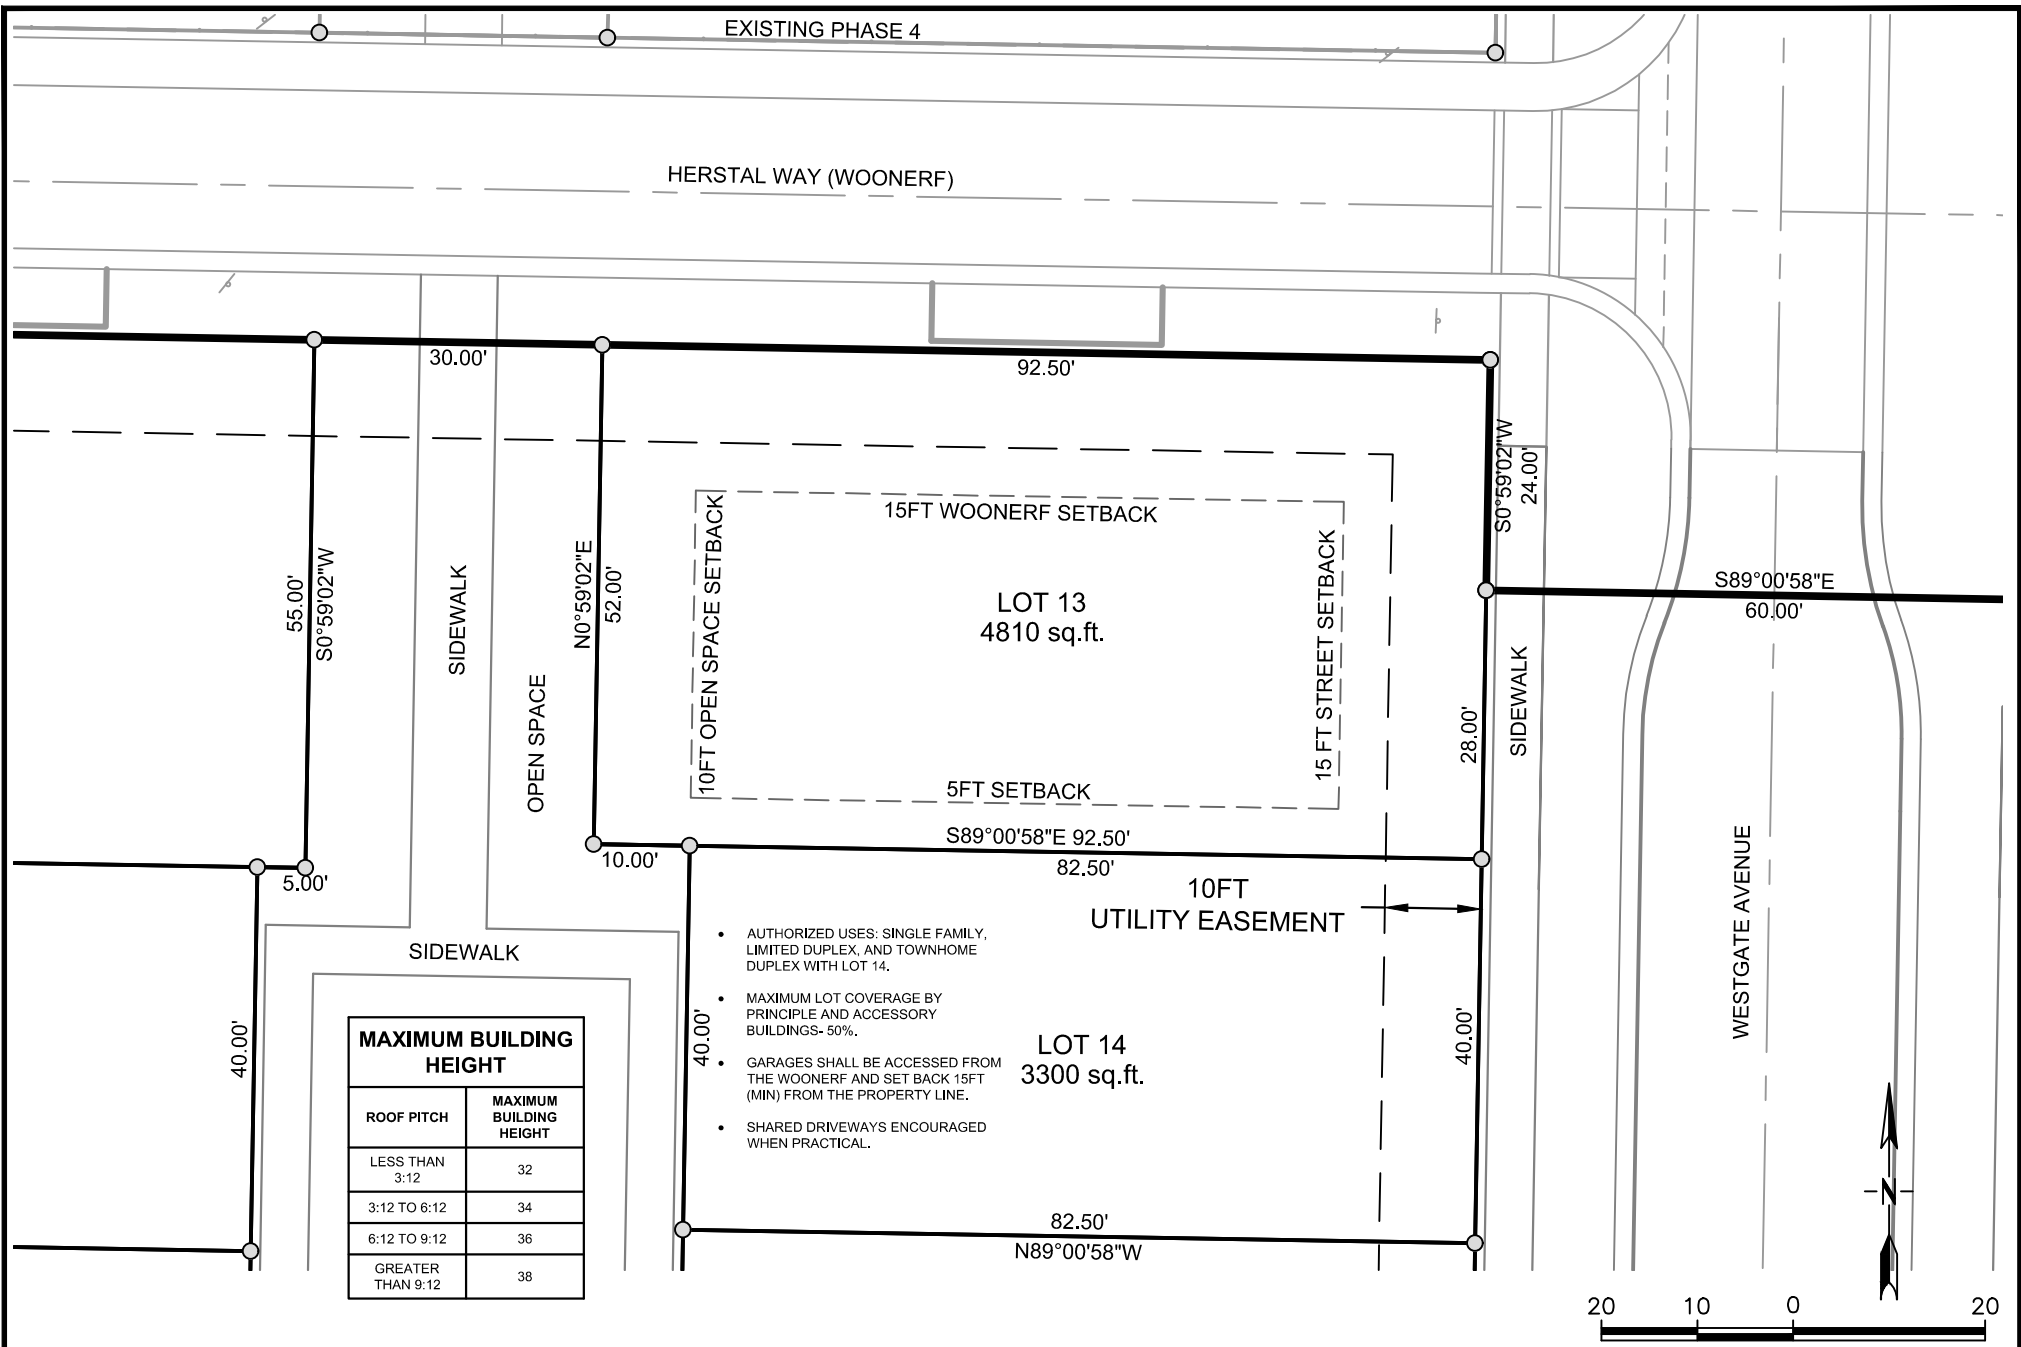 EXISTING PHASE 4
HERSTAL WAY (WOONERF)
30.00'
92.50'
S0°59'02"W
24.00'
55.00'
S0°59'02"W
SIDEWALK
OPEN SPACE
N0°59'02"E
52.00'
10FT OPEN SPACE SETBACK
15FT WOONERF SETBACK
LOT 13
4810 sq.ft.
15 FT STREET SETBACK
5FT SETBACK
28.00'
SIDEWALK
S89°00'58"E
60.00'
S89°00'58"E 92.50'
10.00'
82.50'
5.00'
10FT
UTILITY EASEMENT
SIDEWALK
WESTGATE AVENUE
• AUTHORIZED USES: SINGLE FAMILY,
LIMITED DUPLEX, AND TOWNHOME
DUPLEX WITH LOT 14.
• MAXIMUM LOT COVERAGE BY
PRINCIPLE AND ACCESSORY
BUILDINGS- 50%.
• GARAGES SHALL BE ACCESSED FROM
THE WOONERF AND SET BACK 15FT
(MIN) FROM THE PROPERTY LINE.
• SHARED DRIVEWAYS ENCOURAGED
WHEN PRACTICAL.
40.00'
40.00'
LOT 14
3300 sq.ft.
40.00'
MAXIMUM BUILDING
HEIGHT
ROOF PITCH
MAXIMUM
BUILDING
HEIGHT
LESS THAN
3:12
32
3:12 TO 6:12
34
6:12 TO 9:12
36
GREATER
THAN 9:12
38
82.50'
N89°00'58"W
N
20 10 0 20